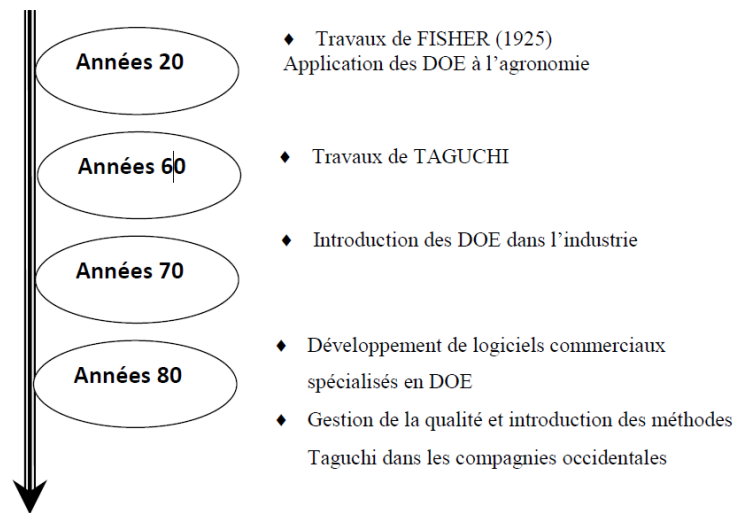 Années 20
♦ Travaux de FISHER (1925)
Application des DOE à l'agronomie
Années 60
♦ Travaux de TAGUCHI
♦ Introduction des DOE dans l'industrie
Années 70
Années 80
♦ Développement de logiciels commerciaux
spécialisés en DOE
♦ Gestion de la qualité et introduction des méthodes
Taguchi dans les compagnies occidentales